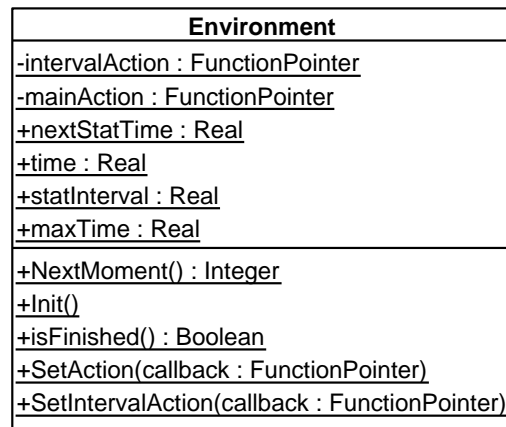 Environment
-intervalAction : FunctionPointer
-mainAction : FunctionPointer
+nextStatTime : Real
+time : Real
+statInterval : Real
+maxTime : Real
+NextMoment() : Integer
+Init()
+isFinished() : Boolean
+SetAction(callback : FunctionPointer)
+SetIntervalAction(callback : FunctionPointer)